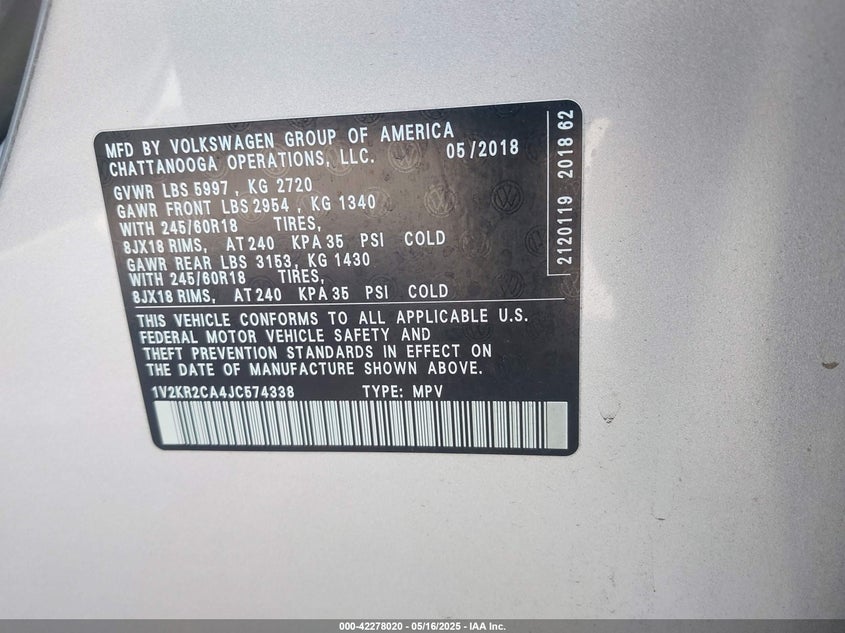 MFD BY VOLKSWAGEN GROUP OF AMERICA
CHATTANOOGA OPERATIONS, LLC. 05/2018
GVWR LBS 5997 , KG 2720
GAWR FRONT LBS 2954 , KG 1340
WITH 245/60R18 TIRES,
8JX18 RIMS, AT 240 KPA 35 PSI COLD
GAWR REAR LBS 3153, KG 1430
WITH 245/60R18 TIRES,
8JX18 RIMS, AT 240 KPA 35 PSI COLD
THIS VEHICLE CONFORMS TO ALL APPLICABLE U.S.
FEDERAL MOTOR VEHICLE SAFETY AND
THEFT PREVENTION STANDARDS IN EFFECT ON
THE DATE OF MANUFACTURE SHOWN ABOVE.
1V2KR2CA4JC574338 TYPE: MPV
2120119 2018 62
000-42278020 - 05/16/2025 - IAA Inc.